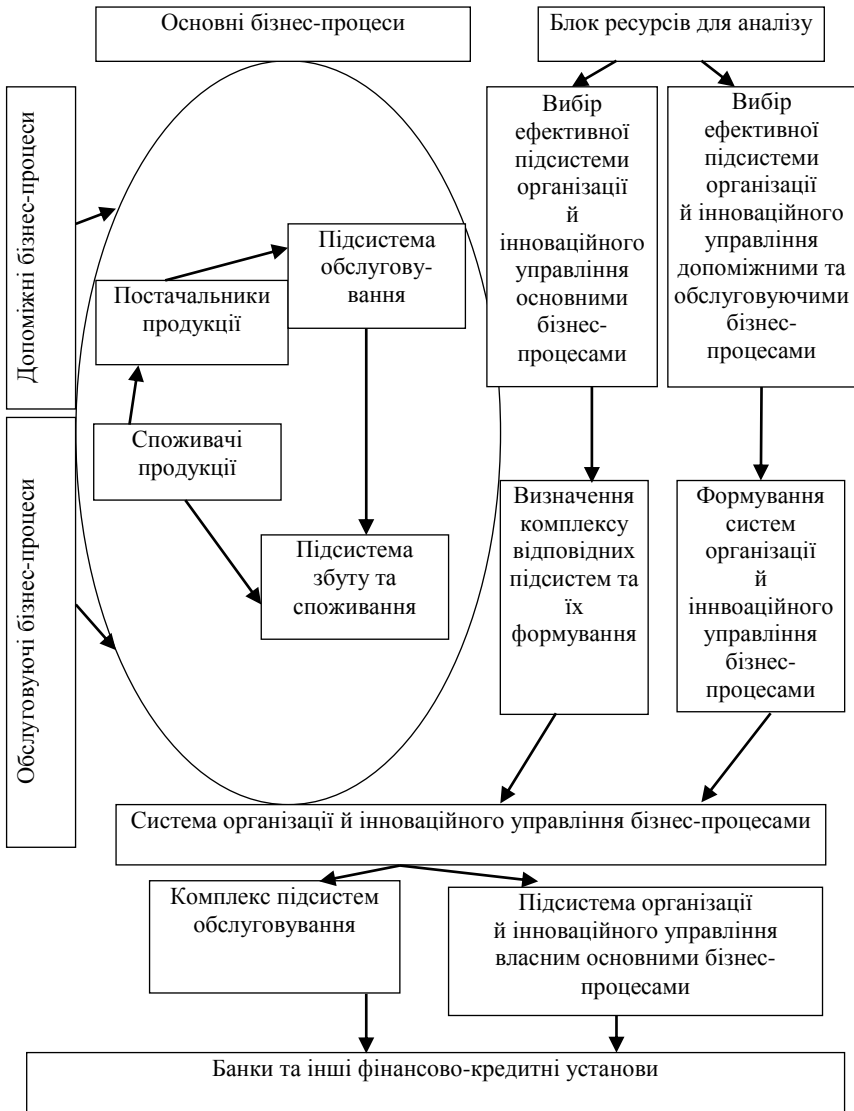 Основні бізнес-процеси
Блок ресурсів для аналізу
Допоміжні бізнес-процеси
Обслуговуючі бізнес-процеси
Постачальники
продукції
Підсистема
обслугову-
вання
Споживачі
продукції
Підсистема
збуту та
споживання
Вибір
ефективної
підсистеми
організації
й
інноваційного
управління
основними
бізнес-
процесами
Вибір
ефективної
підсистеми
організації
й інноваційного
управління
допоміжними та
обслуговуючими
бізнес-
процесами
Визначення
комплексу
відповідних
підсистем та
їх
формування
Формування
систем
організації
й
іннвоаційного
управління
бізнес-
процесами
Система організації й інноваційного управління бізнес-процесами
Комплекс підсистем
обслуговування
Підсистема організації
й інноваційного управління
власним основними бізнес-
процесами
Банки та інші фінансово-кредитні установи